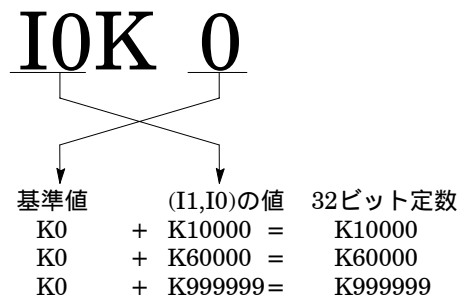 I0K 0
基準値 (I1,I0)の値 32ビット定数
K0 + K10000 = K10000
K0 + K60000 = K60000
K0 + K999999= K999999